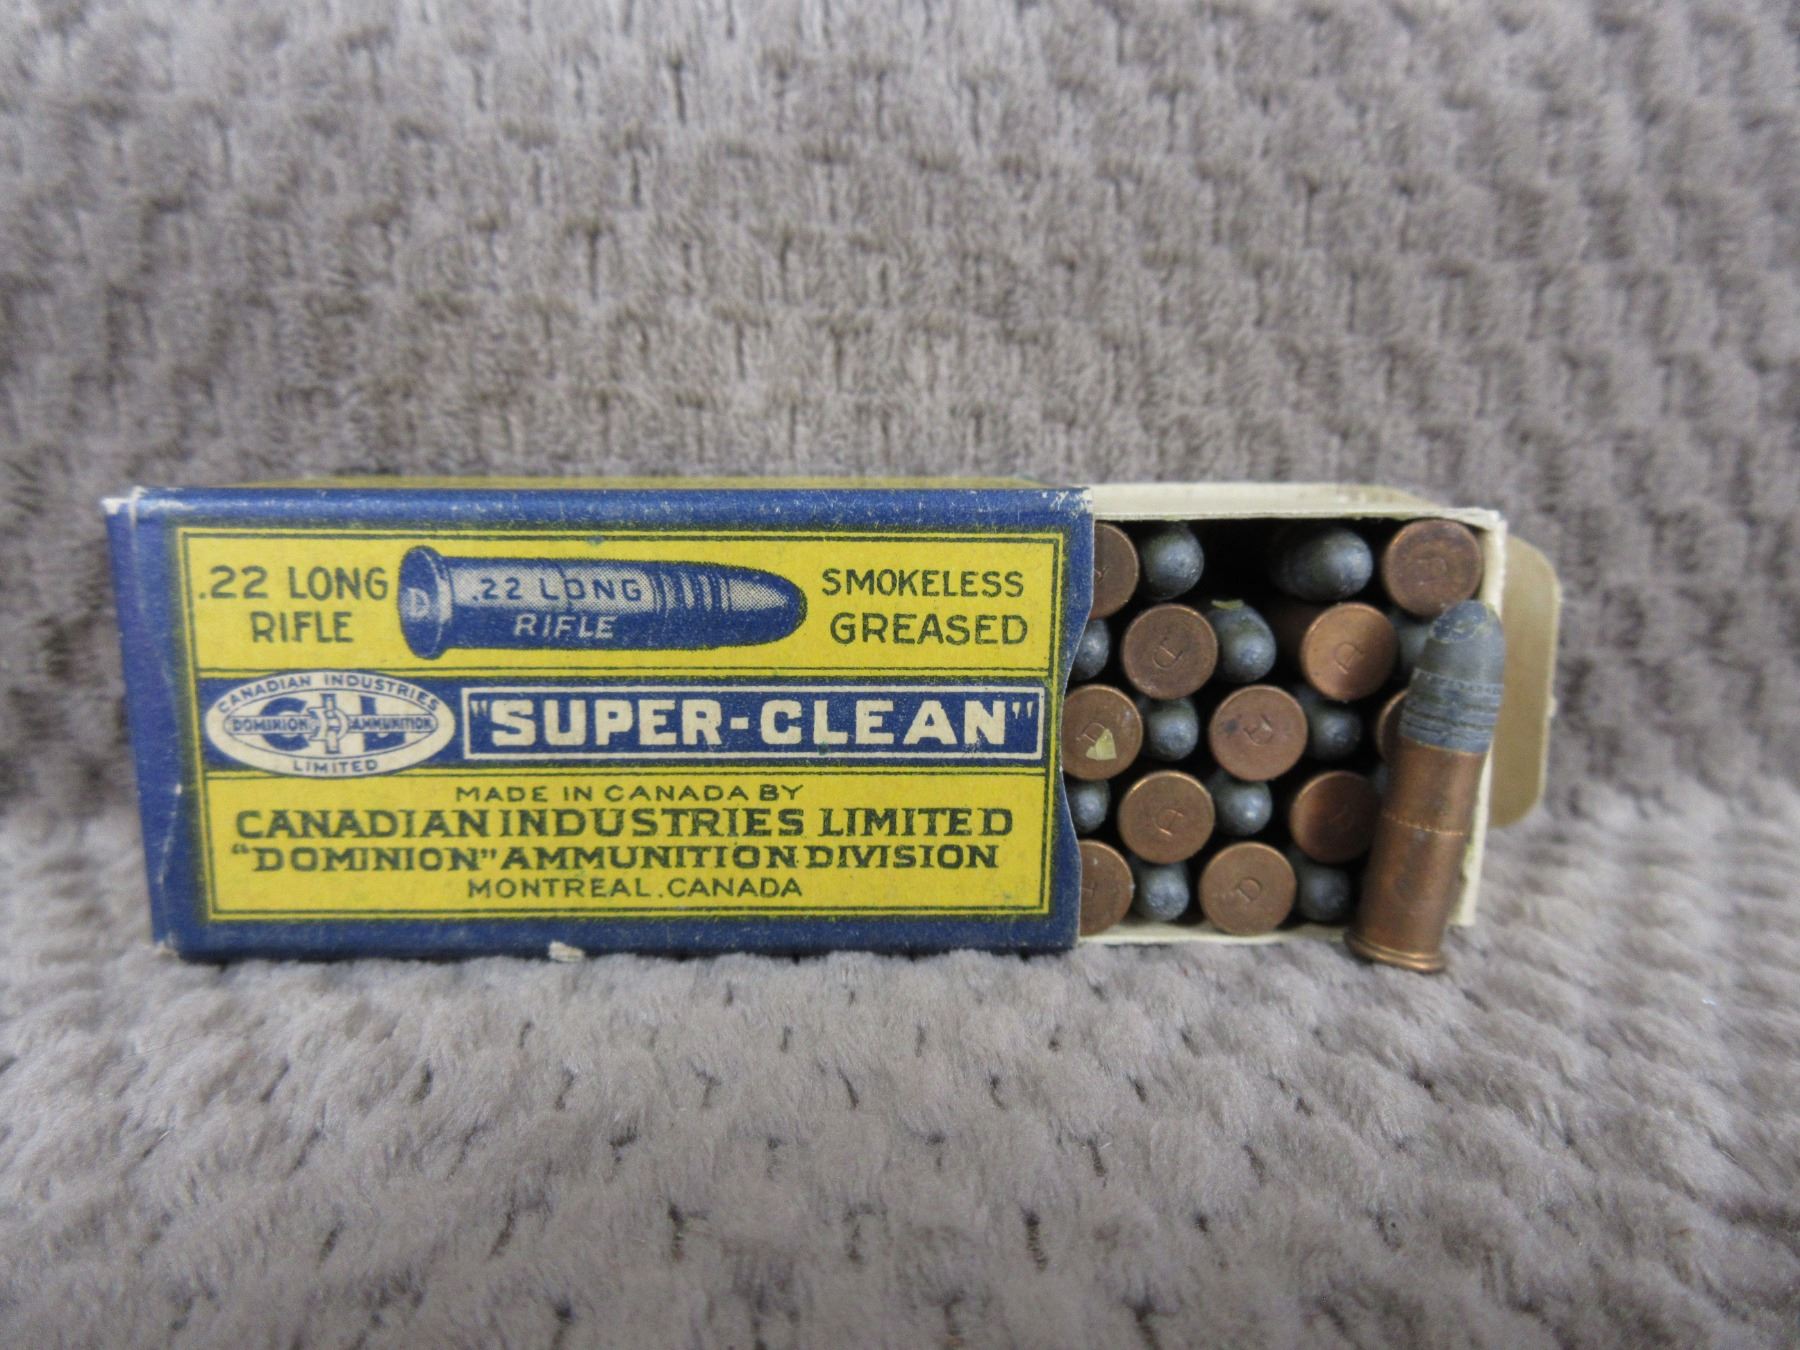 .22 LONG
RIFLE
D
.22 LONG
RIFLE
SMOKELESS
GREASED
CANADIAN INDUSTRIES
DOMINION AMMUNITION
CIL
LIMITED
"SUPER-CLEAN"
MADE IN CANADA BY
CANADIAN INDUSTRIES LIMITED
"DOMINION" AMMUNITION DIVISION
MONTREAL . CANADA
D
D
D
D
D
D
D
D
D
D